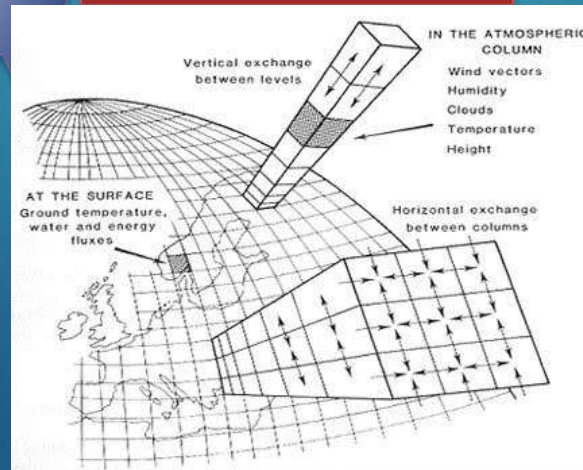 Vertical exchange
between levels
IN THE ATMOSPHERIC
COLUMN
Wind vectors
Humidity
Clouds
Temperature
Height
AT THE SURFACE
Ground temperature,
water and energy
fluxes
Horizontal exchange
between columns